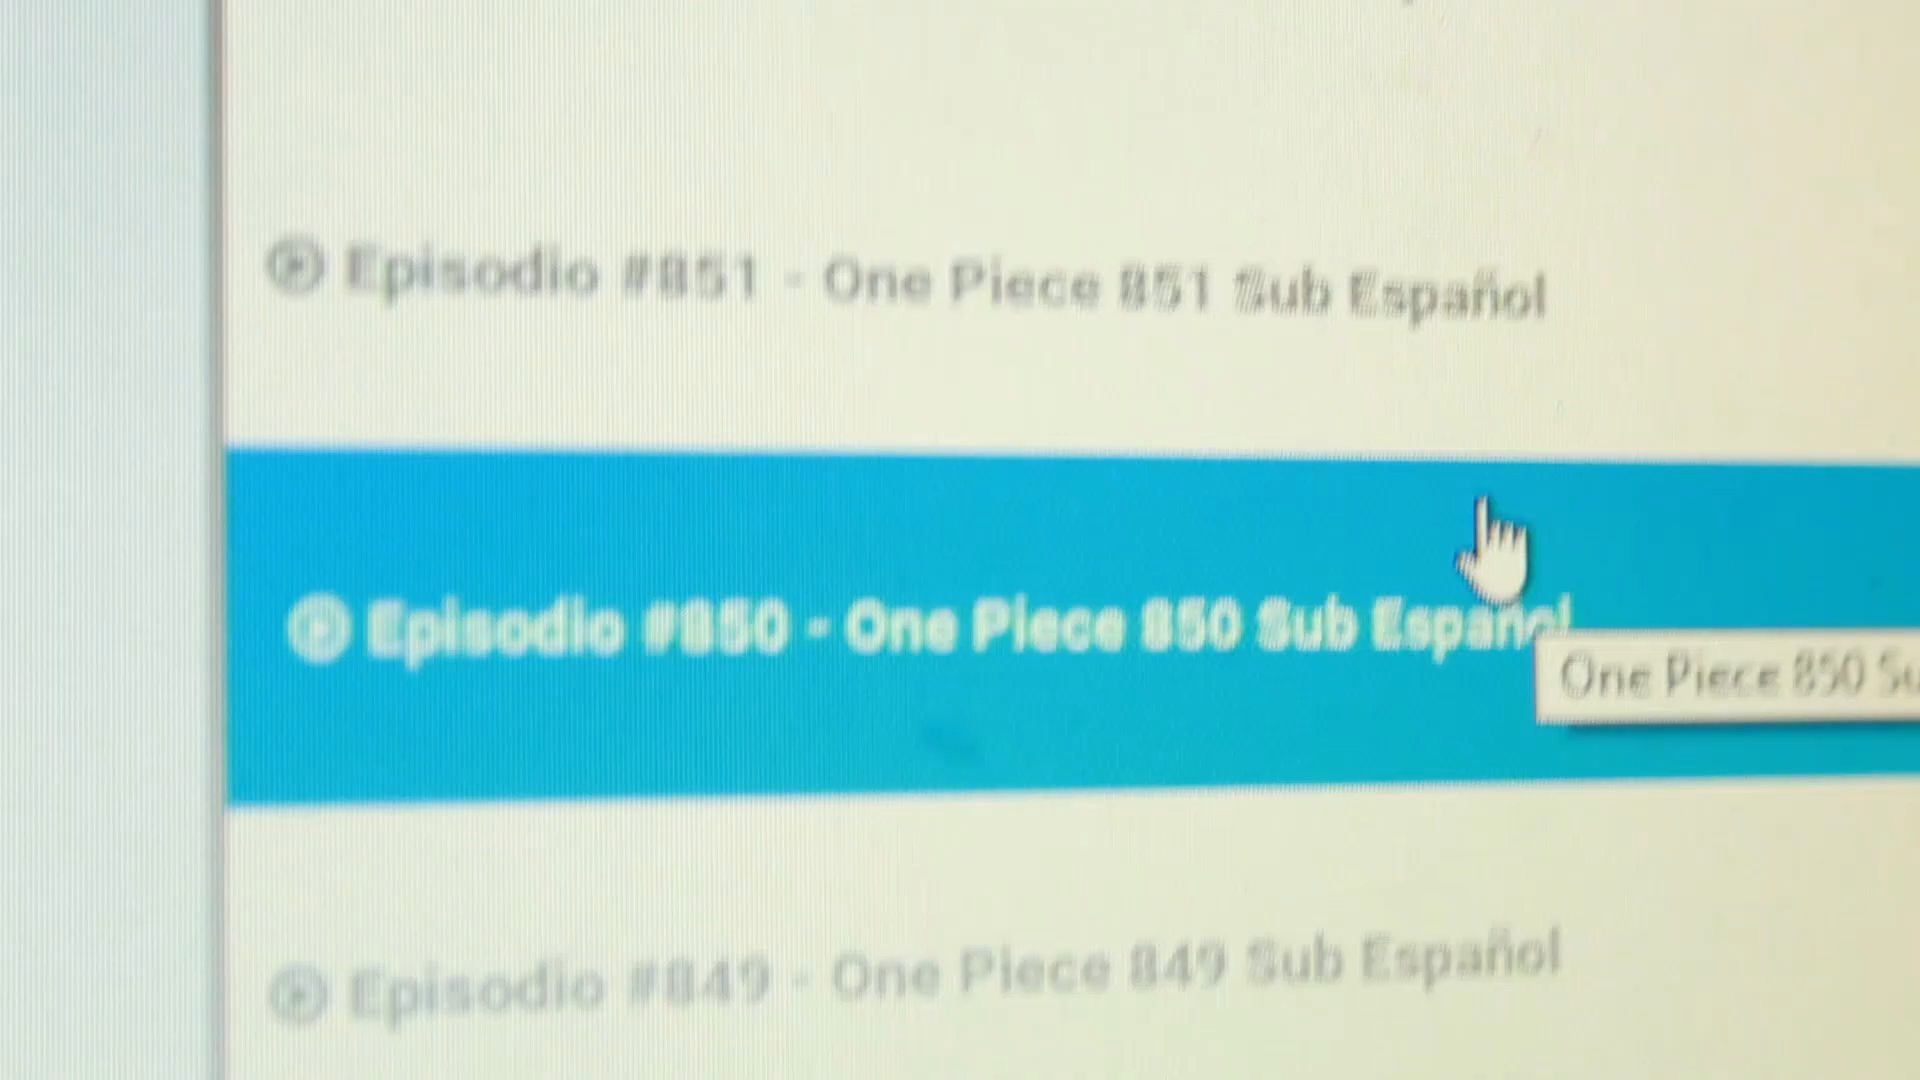 Episodio #851 - One Piece 851 Sub Español
Episodio #850 - One Piece 850 Sub Español
One Piece 850 Su
Episodio #849 - One Piece 849 Sub Español